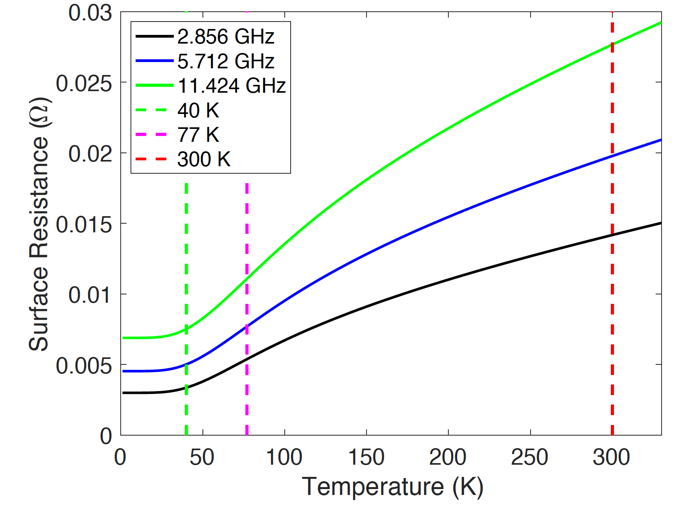 0.03
0.025
0.02
0.015
0.01
0.005
0
Surface Resistance (Ω)
2.856 GHz
5.712 GHz
11.424 GHz
40 K
77 K
300 K
0 50 100 150 200 250 300
Temperature (K)